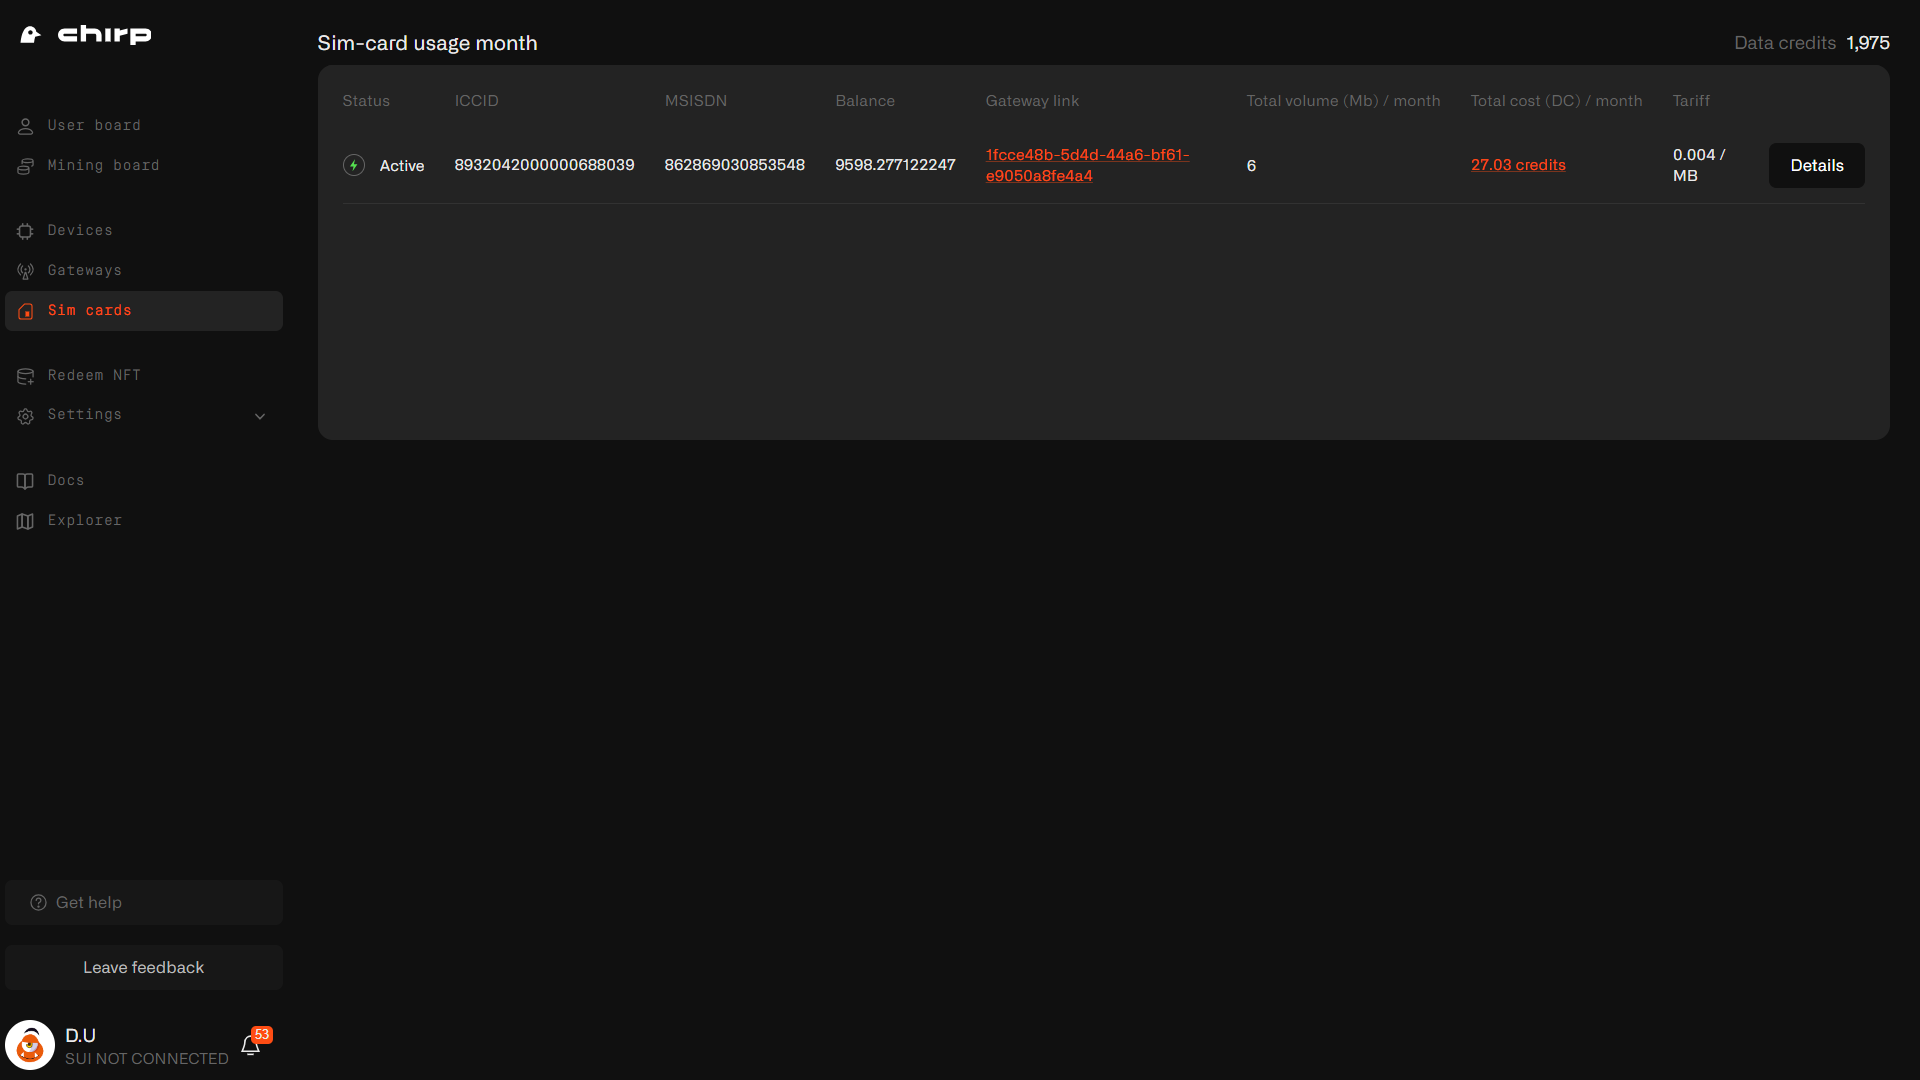 chirp
User board
Mining board
Devices
Gateways
Sim cards
Redeem NFT
Settings
Docs
Explorer
Get help
Leave feedback
D.U
SUI NOT CONNECTED
53
Sim-card usage month
Data credits 1,975
Status ICCID MSISDN Balance Gateway link Total volume (Mb) / month Total cost (DC) / month Tariff
Active 8932042000000688039 862869030853548 9598.277122247 1fcce48b-5d4d-44a6-bf61-
e9050a8fe4a4 6 27.03 credits 0.004 /
MB Details